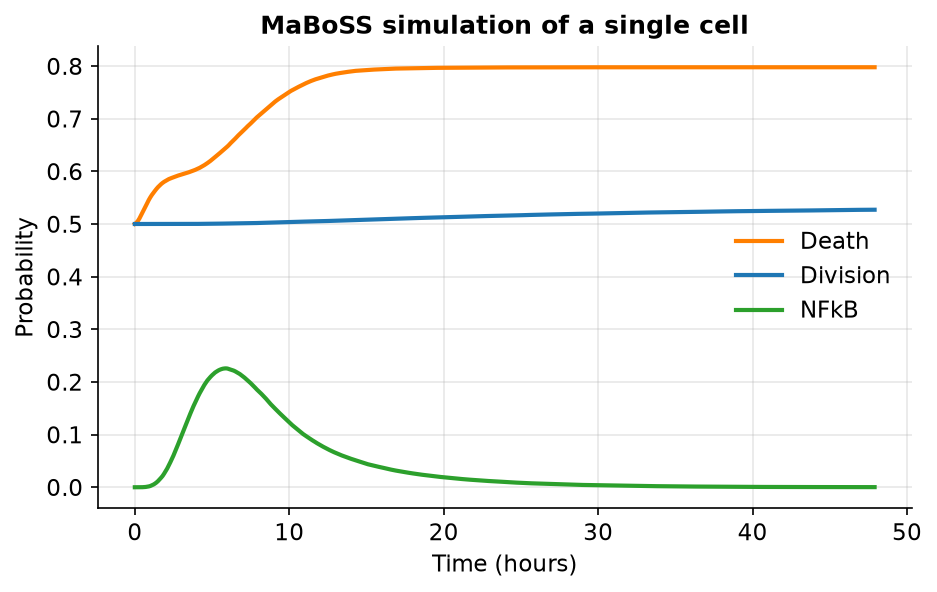 MaBoSS simulation of a single cell
Probability
0.8
0.7
0.6
0.5
0.4
0.3
0.2
0.1
0.0
Death
Division
NFkB
0 10 20 30 40 50
Time (hours)